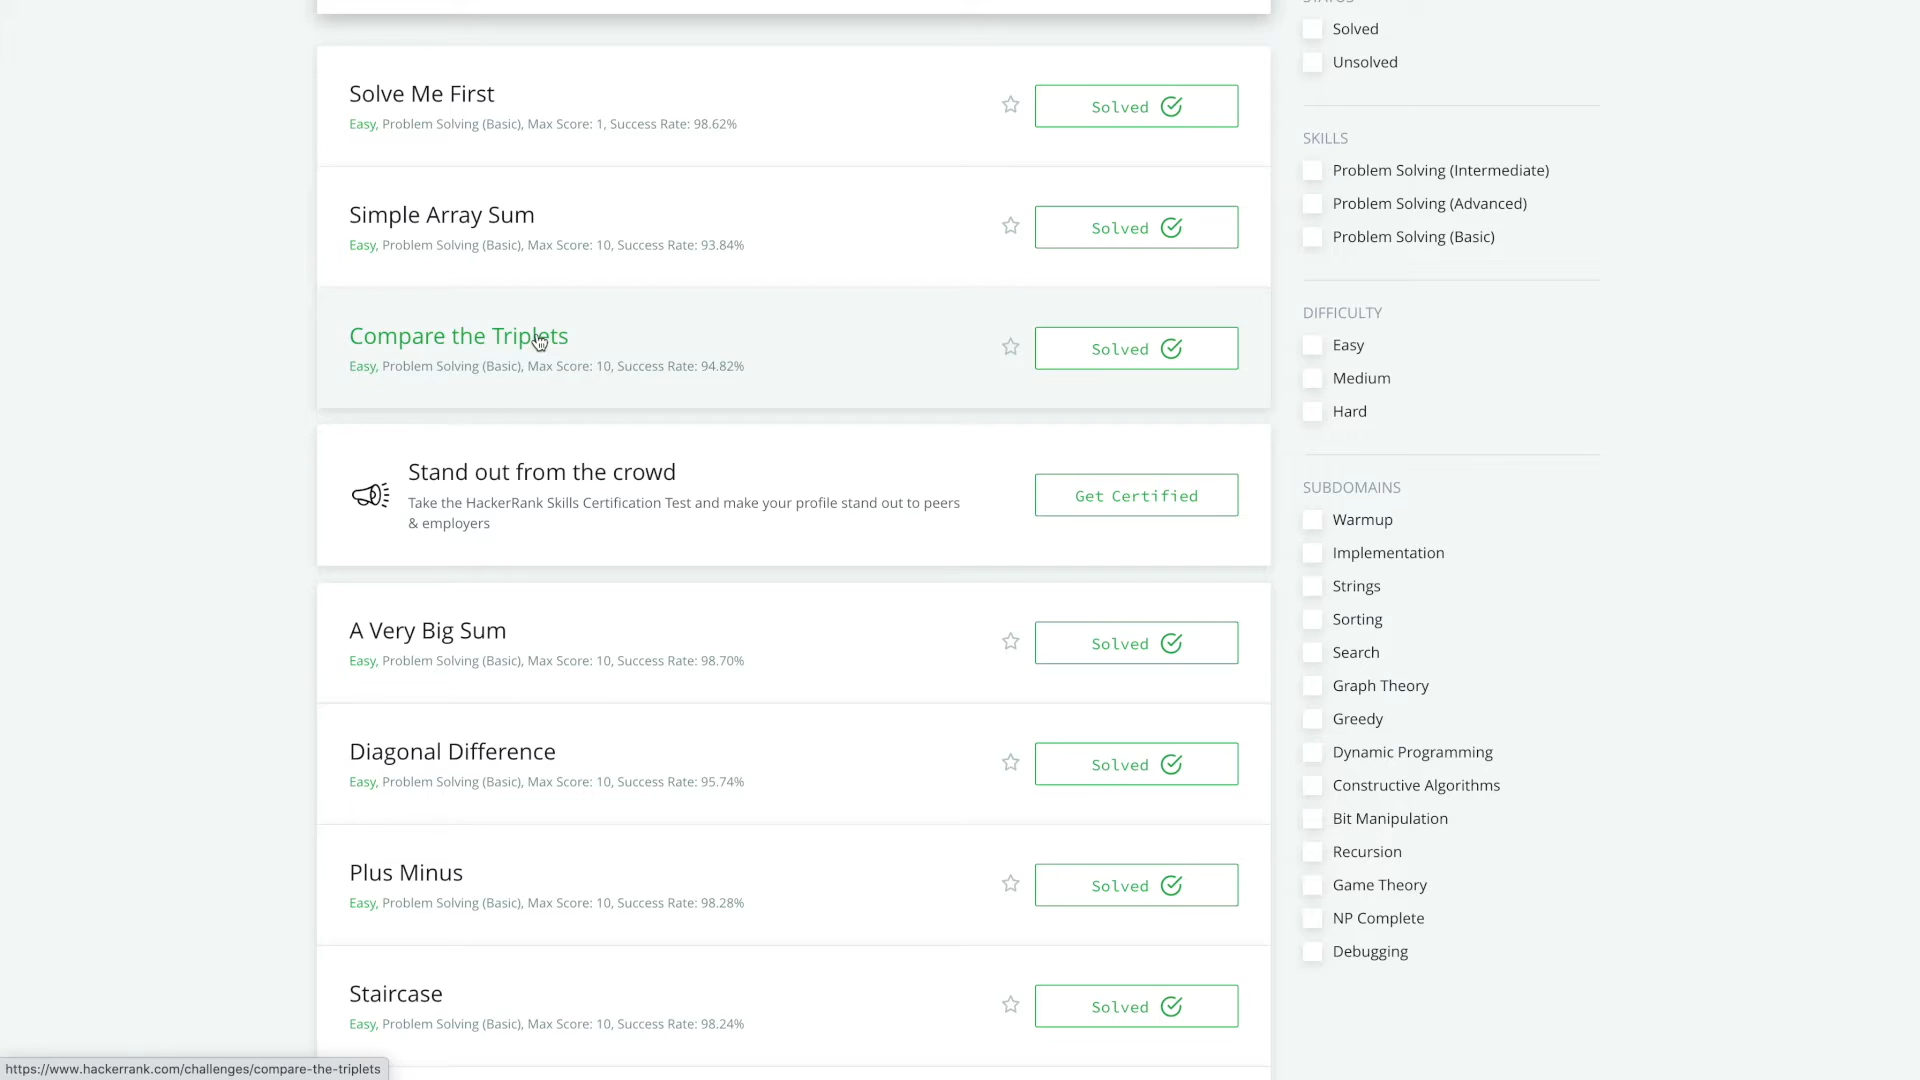 Solve Me First
Easy, Problem Solving (Basic), Max Score: 1, Success Rate: 98.62%
Solved
Simple Array Sum
Easy, Problem Solving (Basic), Max Score: 10, Success Rate: 93.84%
Solved
Compare the Triplets
Easy, Problem Solving (Basic), Max Score: 10, Success Rate: 94.82%
Solved
Stand out from the crowd
Take the HackerRank Skills Certification Test and make your profile stand out to peers
& employers
Get Certified
A Very Big Sum
Easy, Problem Solving (Basic), Max Score: 10, Success Rate: 98.70%
Solved
Diagonal Difference
Easy, Problem Solving (Basic), Max Score: 10, Success Rate: 95.74%
Solved
Plus Minus
Easy, Problem Solving (Basic), Max Score: 10, Success Rate: 98.28%
Solved
Staircase
Easy, Problem Solving (Basic), Max Score: 10, Success Rate: 98.24%
Solved
STATUS
Solved
Unsolved
SKILLS
Problem Solving (Intermediate)
Problem Solving (Advanced)
Problem Solving (Basic)
DIFFICULTY
Easy
Medium
Hard
SUBDOMAINS
Warmup
Implementation
Strings
Sorting
Search
Graph Theory
Greedy
Dynamic Programming
Constructive Algorithms
Bit Manipulation
Recursion
Game Theory
NP Complete
Debugging
https://www.hackerrank.com/challenges/compare-the-triplets